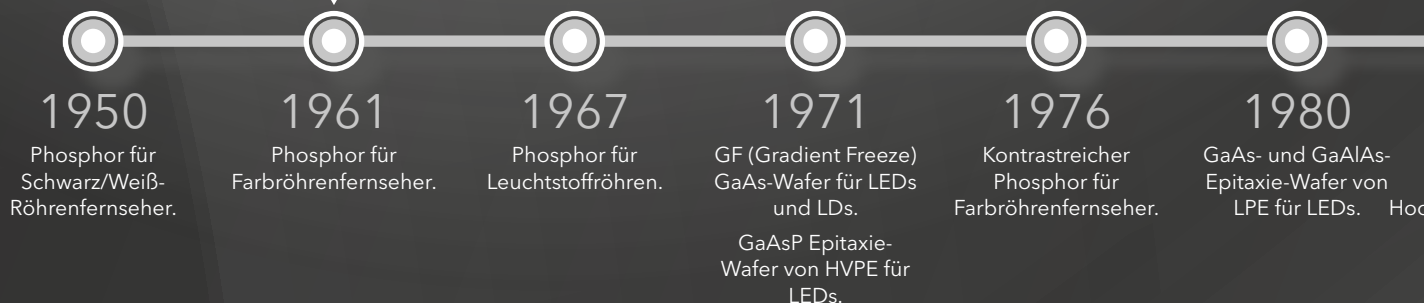 1950
Phosphor für
Schwarz/Weiß-
Röhrenfernseher.
1961
Phosphor für
Farbröhrenfernseher.
1967
Phosphor für
Leuchtstoffröhren.
1971
GF (Gradient Freeze)
GaAs-Wafer für LEDs
und LDs.
GaAsP Epitaxie-
Wafer von HVPE für
LEDs.
1976
Kontrastreicher
Phosphor für
Farbröhrenfernseher.
1980
GaAs- und GaAlAs-
Epitaxie-Wafer von
LPE für LEDs.